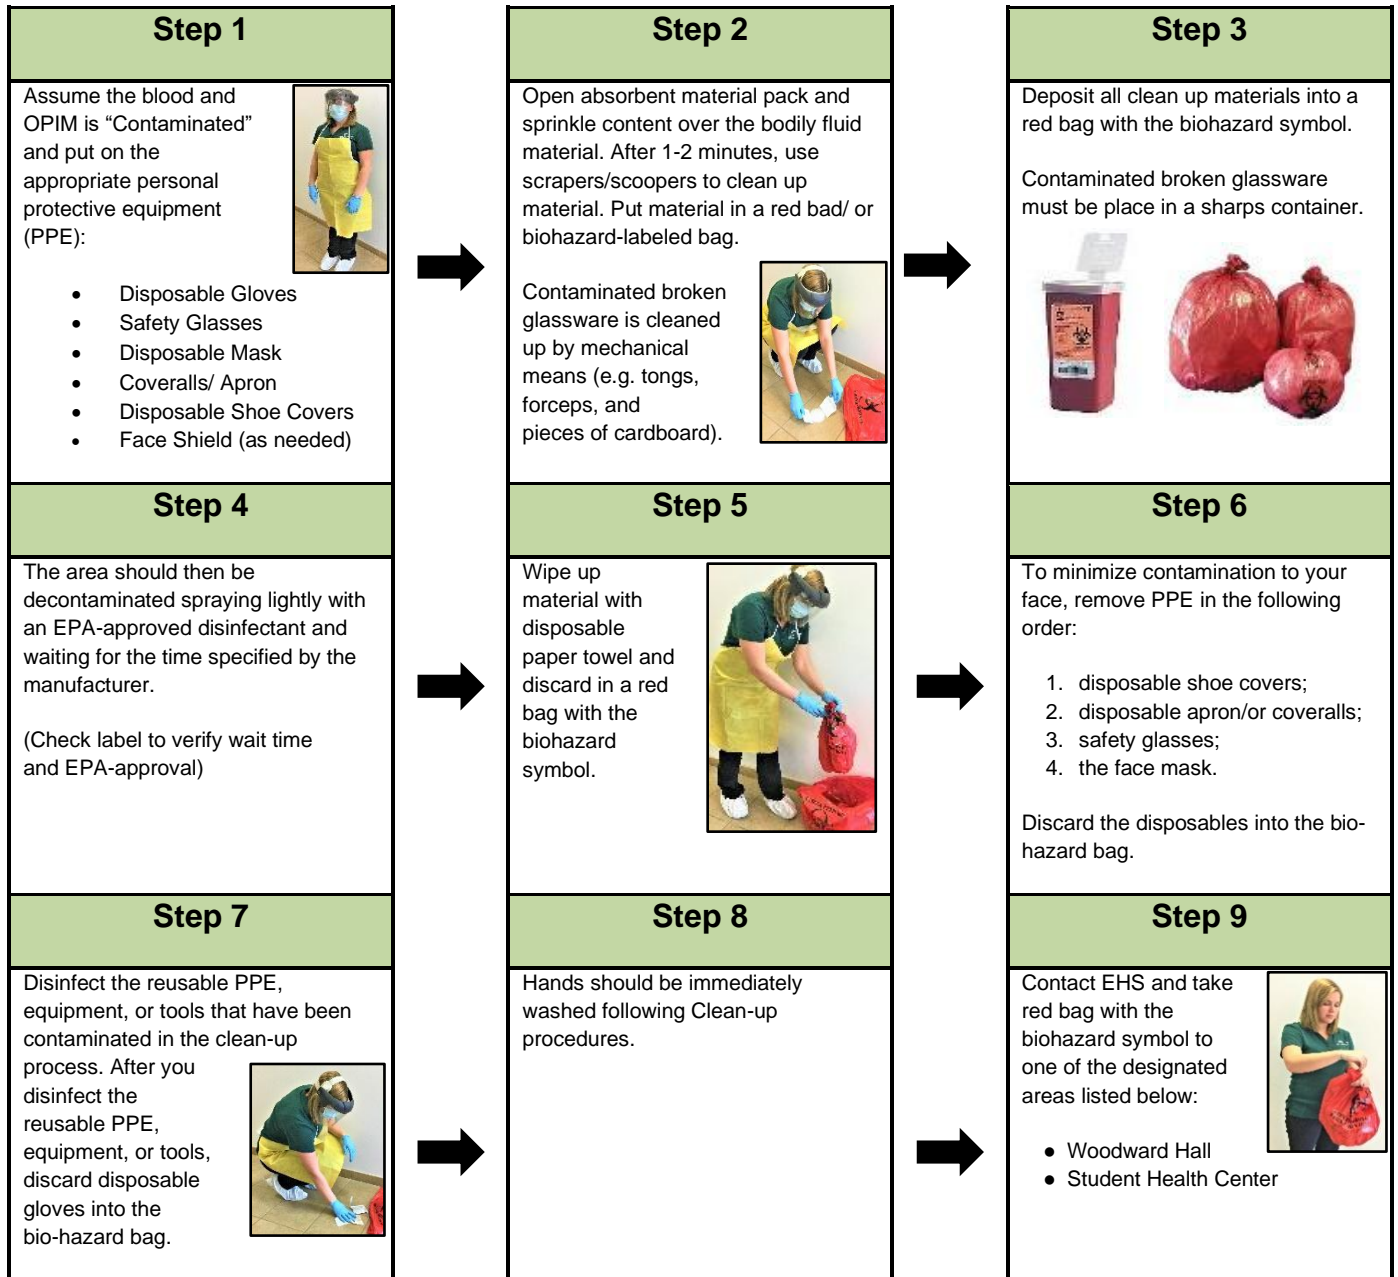 Step 1
Assume the blood and
OPIM is “Contaminated”
and put on the
appropriate personal
protective equipment
(PPE):
• Disposable Gloves
• Safety Glasses
• Disposable Mask
• Coveralls/ Apron
• Disposable Shoe Covers
• Face Shield (as needed)
Step 2
Open absorbent material pack and
sprinkle content over the bodily fluid
material. After 1-2 minutes, use
scrapers/scoopers to clean up
material. Put material in a red bad/ or
biohazard-labeled bag.
Contaminated broken
glassware is cleaned
up by mechanical
means (e.g. tongs,
forceps, and
pieces of cardboard).
Step 3
Deposit all clean up materials into a
red bag with the biohazard symbol.
Contaminated broken glassware
must be place in a sharps container.
Step 4
The area should then be
decontaminated spraying lightly with
an EPA-approved disinfectant and
waiting for the time specified by the
manufacturer.
(Check label to verify wait time
and EPA-approval)
Step 5
Wipe up
material with
disposable
paper towel and
discard in a red
bag with the
biohazard
symbol.
Step 6
To minimize contamination to your
face, remove PPE in the following
order:
1. disposable shoe covers;
2. disposable apron/or coveralls;
3. safety glasses;
4. the face mask.
Discard the disposables into the bio-
hazard bag.
Step 7
Disinfect the reusable PPE,
equipment, or tools that have been
contaminated in the clean-up
process. After you
disinfect the
reusable PPE,
equipment, or tools,
discard disposable
gloves into the
bio-hazard bag.
Step 8
Hands should be immediately
washed following Clean-up
procedures.
Step 9
Contact EHS and take
red bag with the
biohazard symbol to
one of the designated
areas listed below:
● Woodward Hall
● Student Health Center